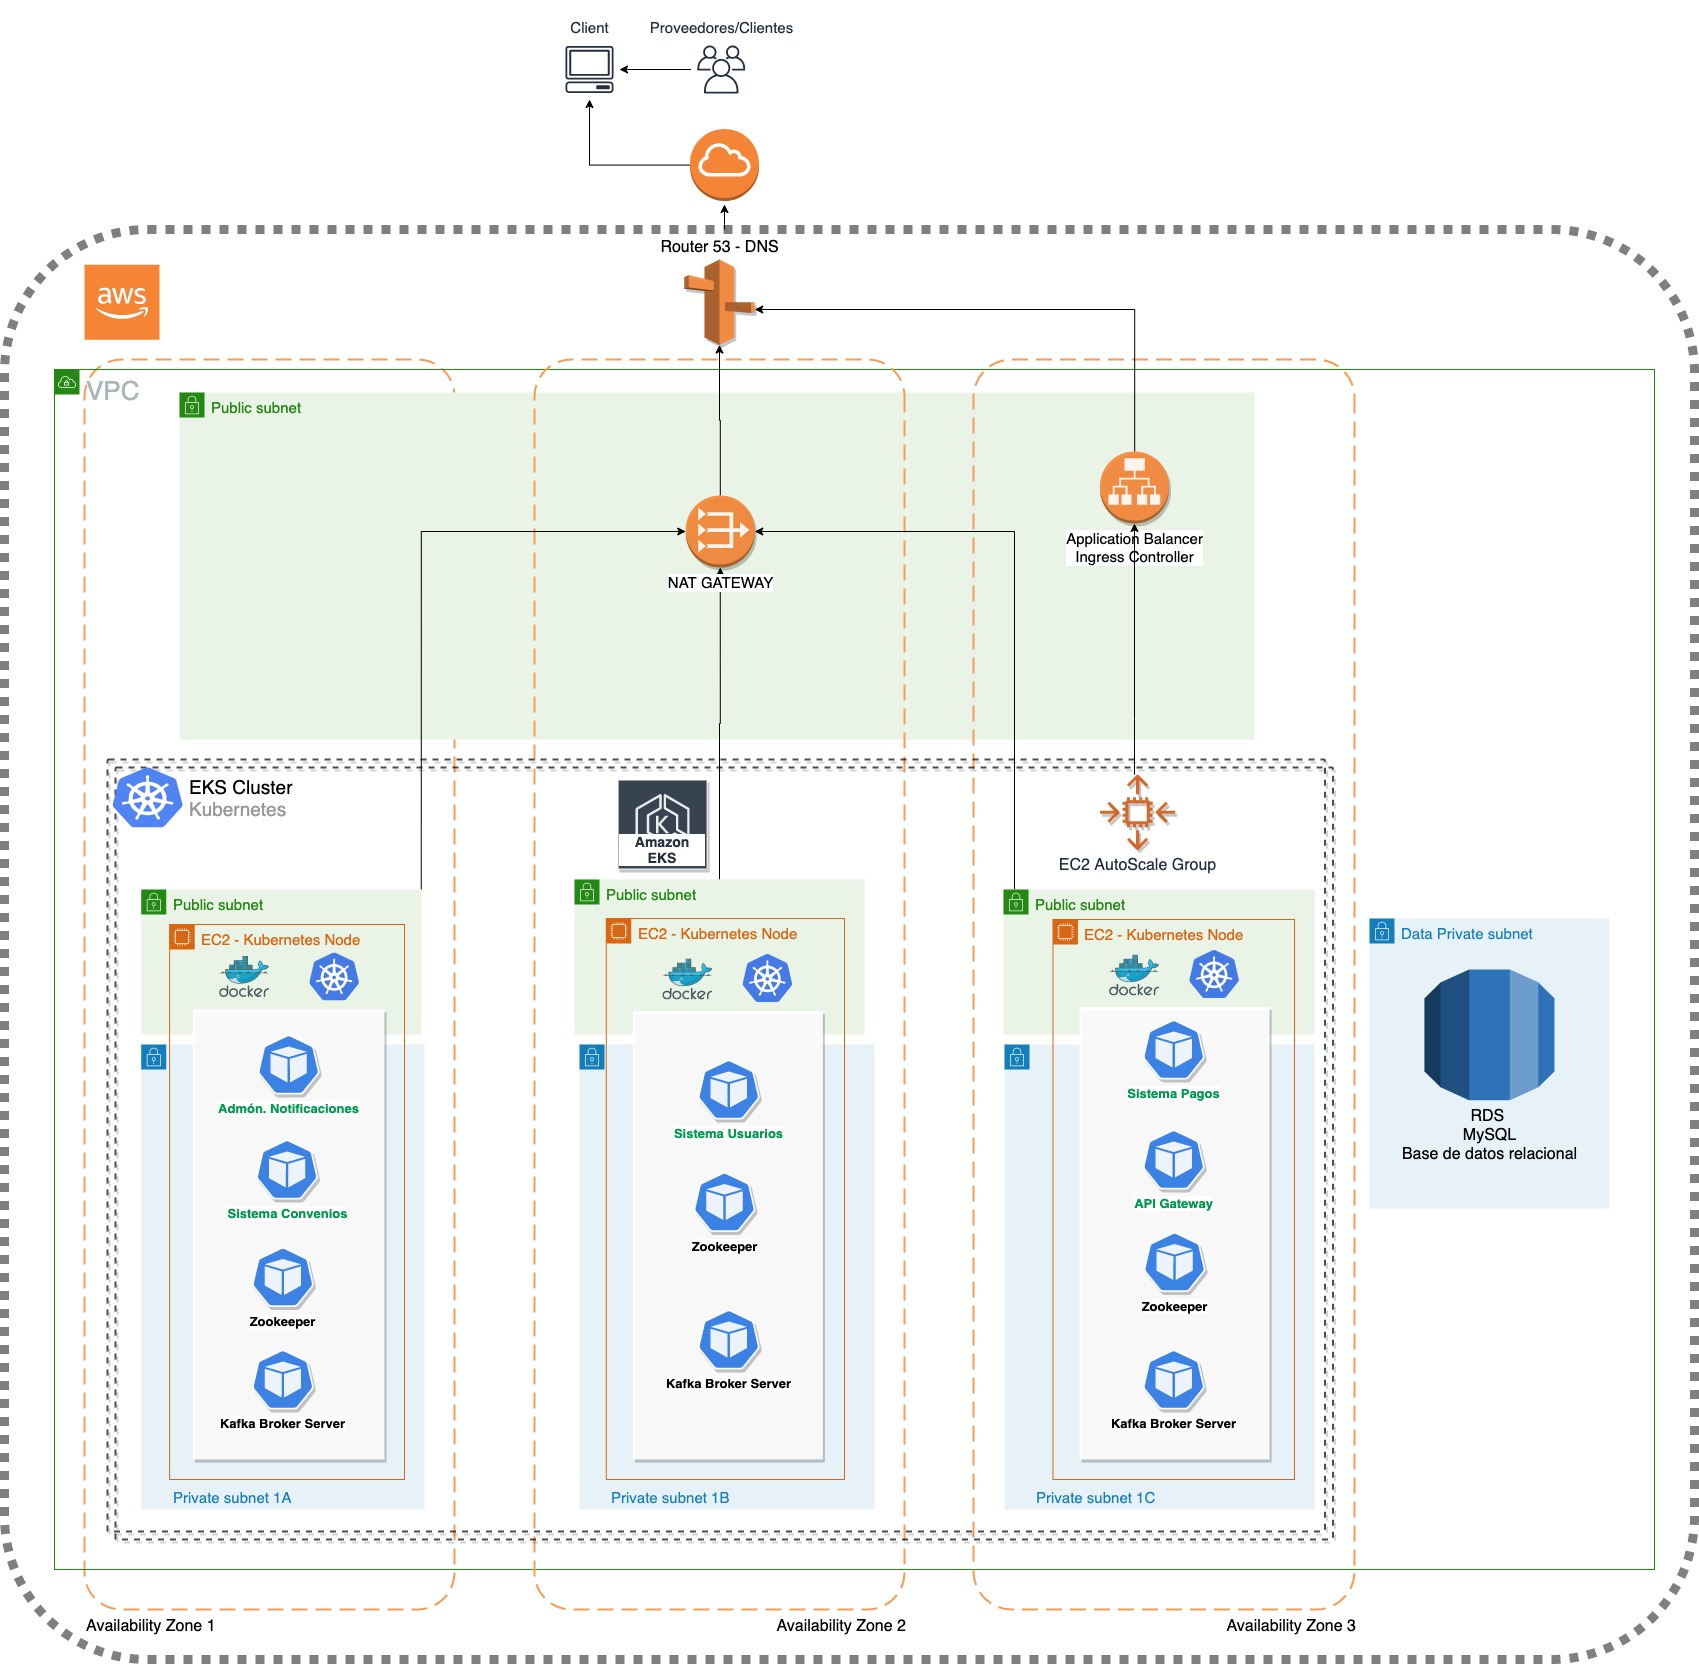 Client
Proveedores/Clientes
Router 53 - DNS
aws
VPC
Public subnet
Application Balancer
Ingress Controller
NAT GATEWAY
EKS Cluster
Kubernetes
K
Amazon
EKS
EC2 AutoScale Group
Public subnet
EC2 - Kubernetes Node
docker
Admón. Notificaciones
Sistema Convenios
Zookeeper
Kafka Broker Server
Private subnet 1A
Public subnet
EC2 - Kubernetes Node
docker
Sistema Usuarios
Zookeeper
Kafka Broker Server
Private subnet 1B
Public subnet
EC2 - Kubernetes Node
docker
Sistema Pagos
API Gateway
Zookeeper
Kafka Broker Server
Private subnet 1C
Data Private subnet
RDS
MySQL
Base de datos relacional
Availability Zone 1
Availability Zone 2
Availability Zone 3